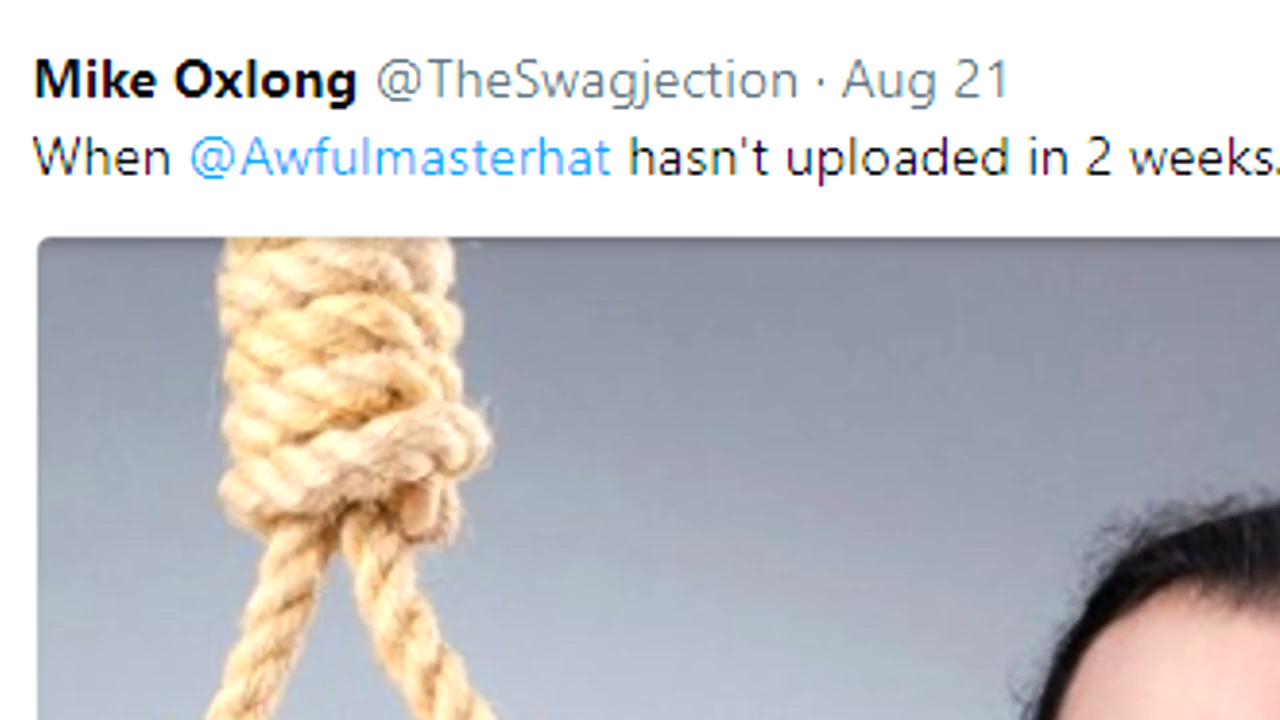 Mike Oxlong @TheSwagjection · Aug 21
When @Awfulmasterhat hasn't uploaded in 2 weeks.